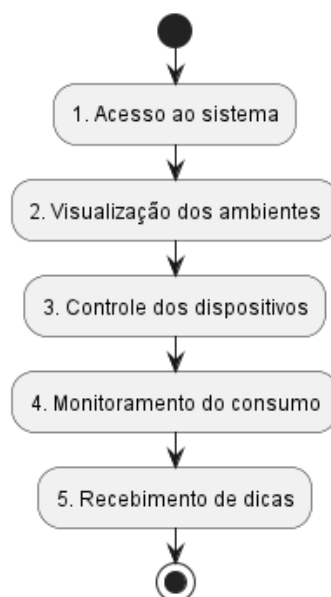 1. Acesso ao sistema
2. Visualização dos ambientes
3. Controle dos dispositivos
4. Monitoramento do consumo
5. Recebimento de dicas